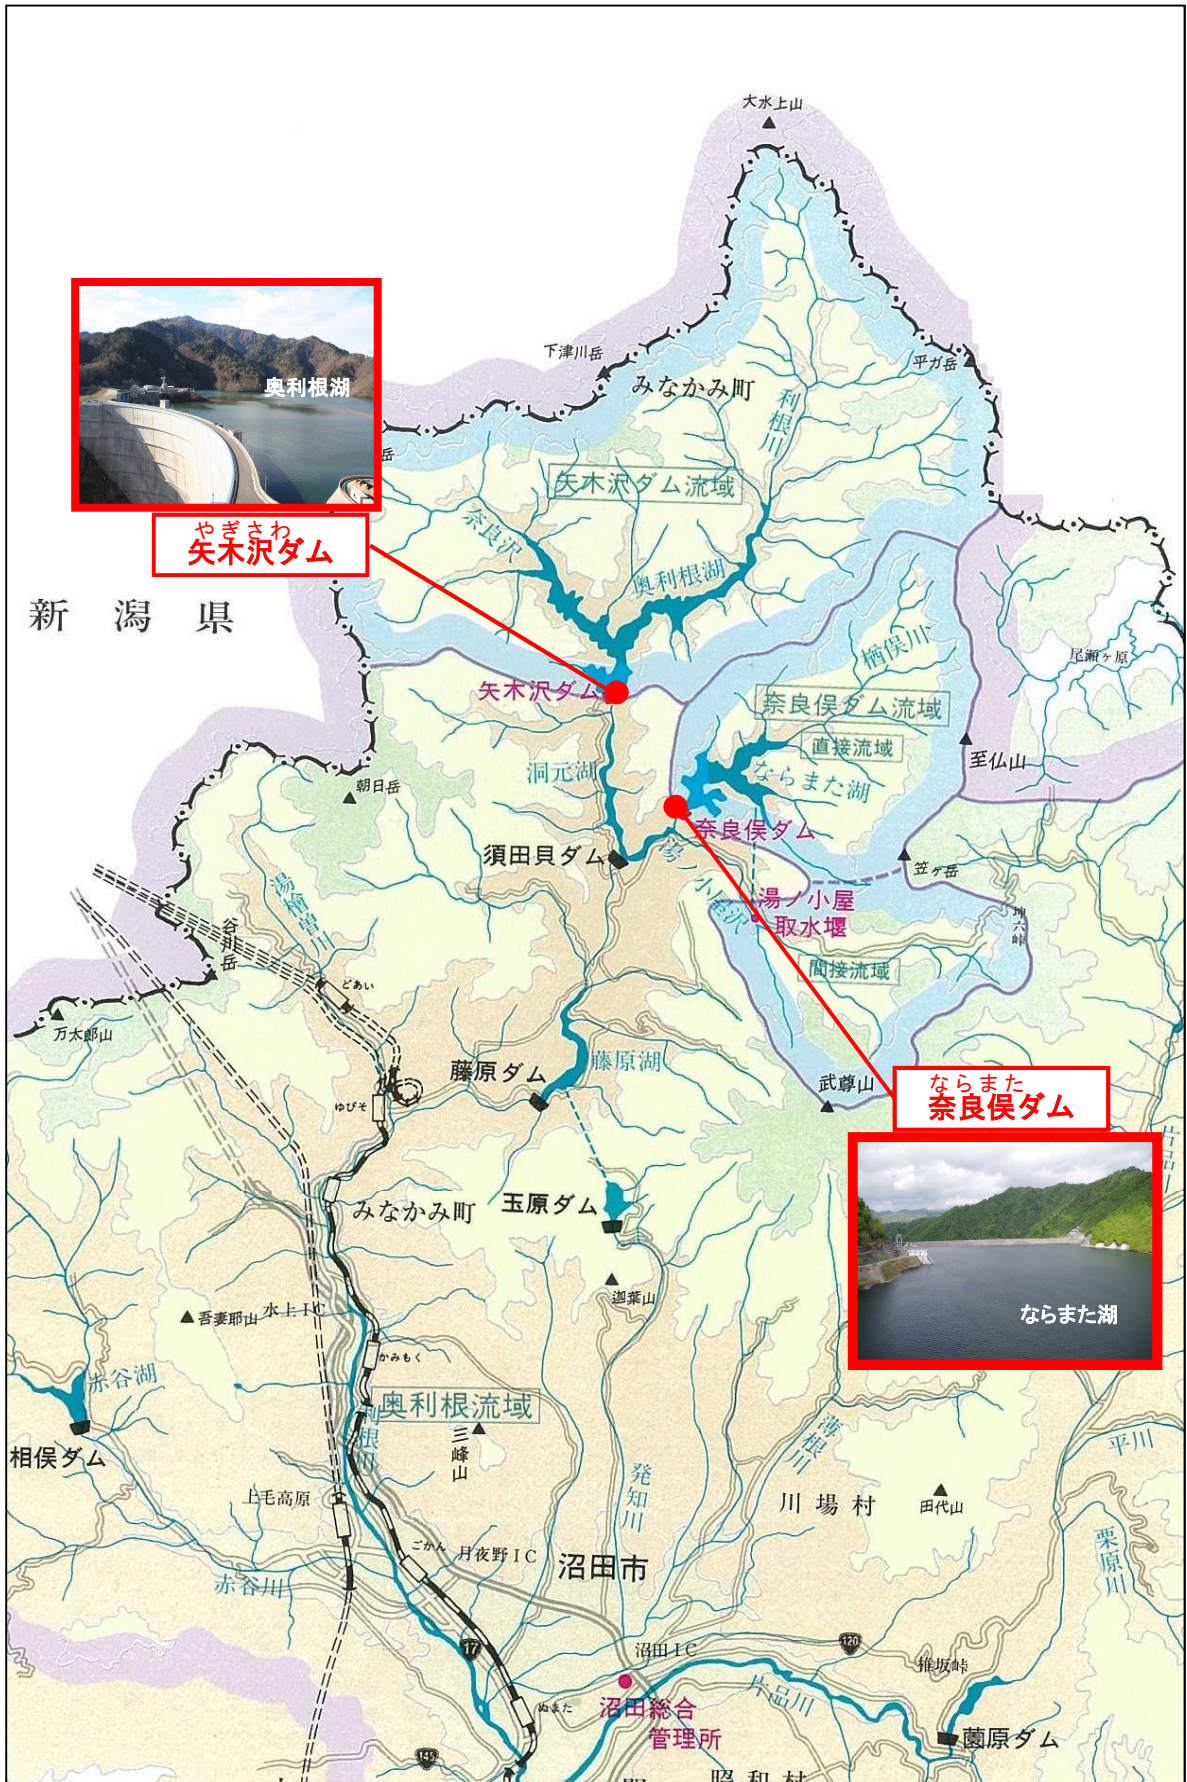 大水上山
下津川岳
みなかみ町
平ガ岳
利根川
奥利根湖
岳
矢木沢ダム流域
やぎさわ
矢木沢ダム
奈良沢
奥利根湖
新潟県
楢俣川
尾瀬ヶ原
矢木沢ダム
奈良俣ダム流域
直接流域
至仏山
洞元湖
ならまた湖
朝日岳
奈良俣ダム
須田貝ダム
湯ノ小屋沢
笠ヶ岳
湯ノ小屋
取水堰
坤六峠
湯檜曽川
谷川岳
間接流域
どあい
万太郎山
藤原湖
藤原ダム
武尊山
ゆびそ
ならまた
奈良俣ダム
片品川
みなかみ町
玉原ダム
迦葉山
吾妻耶山
水上IC
ならまた湖
かみもく
赤谷湖
奥利根流域
利根川
三峰山
薄根川
平川
相俣ダム
発知川
上毛高原
川場村
田代山
ごかん
月夜野IC
沼田市
栗原川
赤谷川
17
沼田IC
120
椎坂峠
片品川
沼田総合
管理所
ぬまた
薗原ダム
145
昭和村